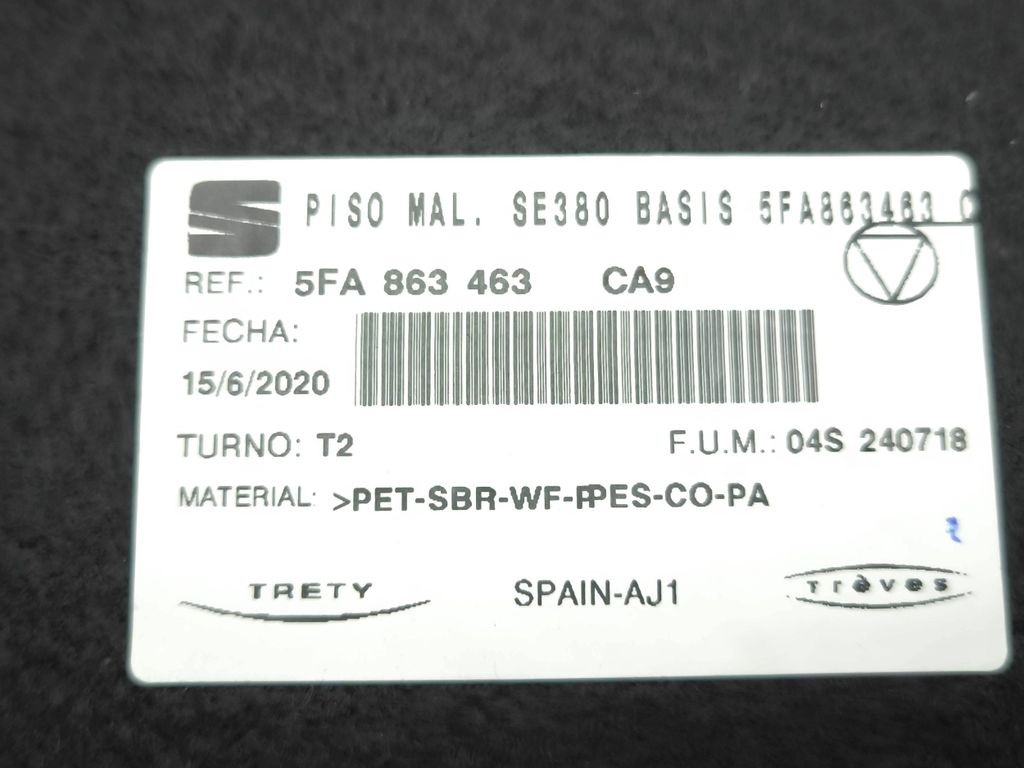 PISO MAL. SE380 BASIS 5FA863463 C
REF.: 5FA 863 463 CA9
FECHA:
15/6/2020
TURNO: T2 F.U.M.: 04S 240718
MATERIAL: >PET-SBR-WF-PPES-CO-PA
TRETY SPAIN-AJ1 Trèves